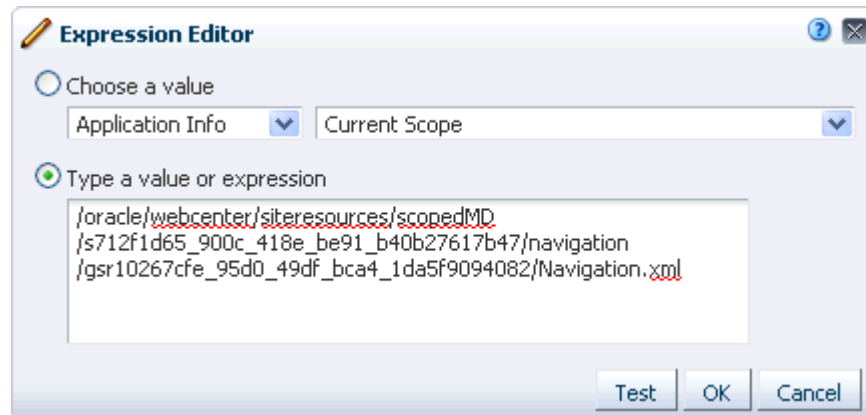 Expression Editor
Choose a value
Application Info Current Scope
Type a value or expression
/oracle/webcenter/siteresources/scopedMD
/s712f1d65_900c_418e_be91_b40b27617b47/navigation
/gsr10267cfe_95d0_49df_bca4_1da5f9094082/Navigation.xml
Test OK Cancel